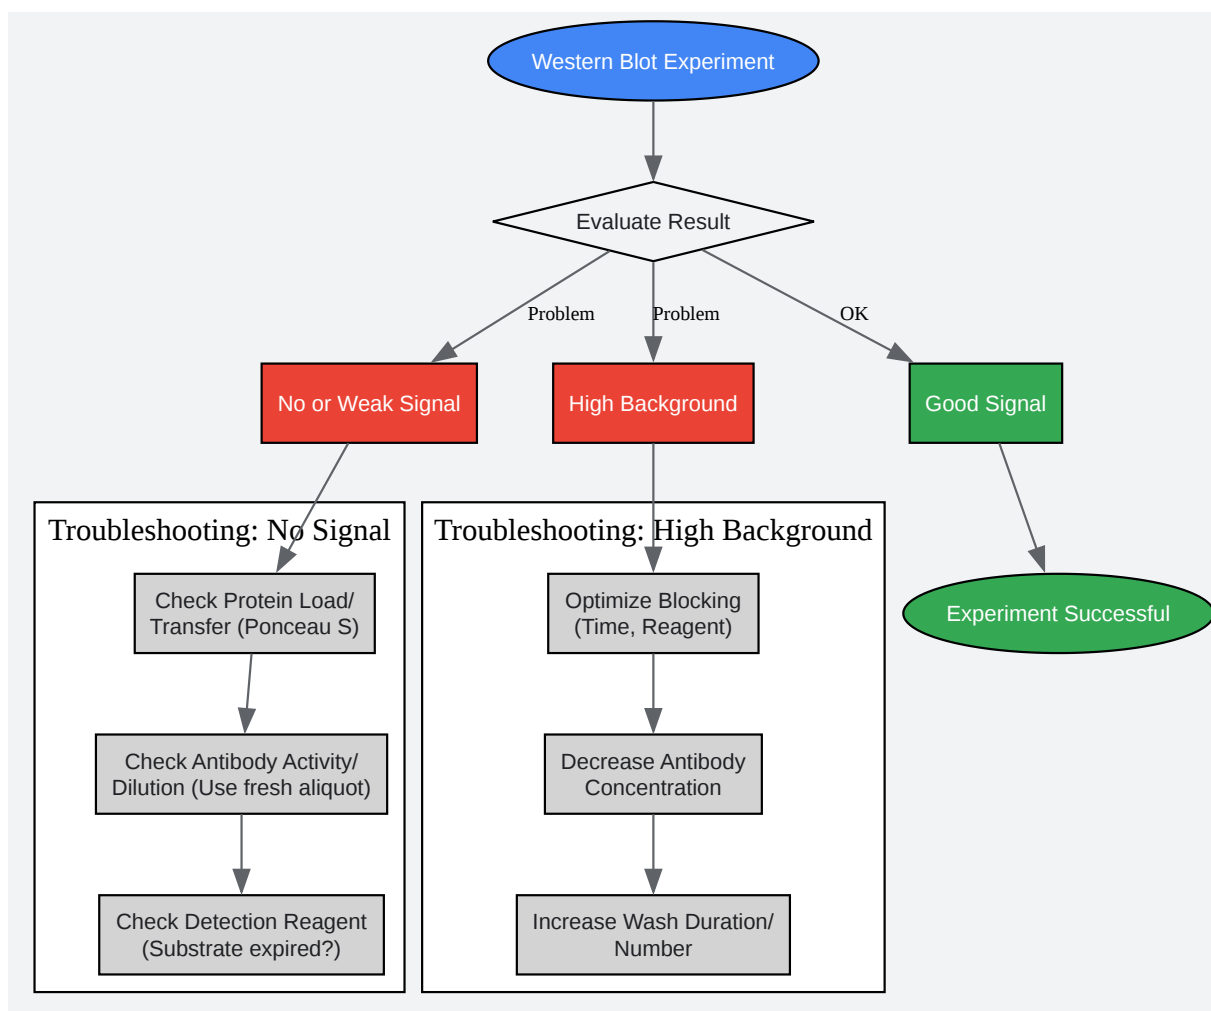 Western Blot Experiment
Evaluate Result
Problem
Problem
OK
No or Weak Signal
High Background
Good Signal
Troubleshooting: No Signal
Check Protein Load/
Transfer (Ponceau S)
Check Antibody Activity/
Dilution (Use fresh aliquot)
Check Detection Reagent
(Substrate expired?)
Troubleshooting: High Background
Optimize Blocking
(Time, Reagent)
Decrease Antibody
Concentration
Increase Wash Duration/
Number
Experiment Successful